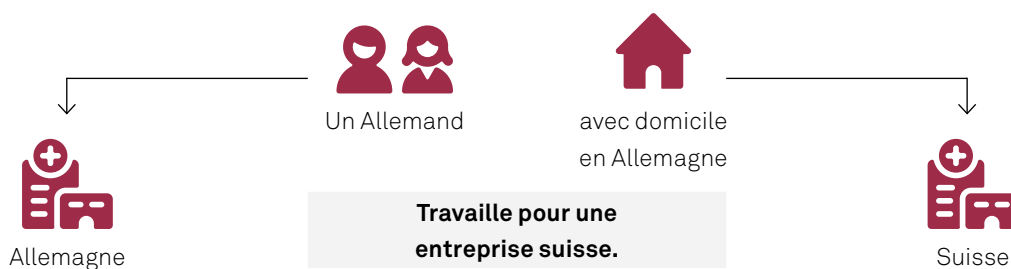 Un Allemand
avec domicile
en Allemagne
Travaille pour une
entreprise suisse.
Allemagne
Suisse